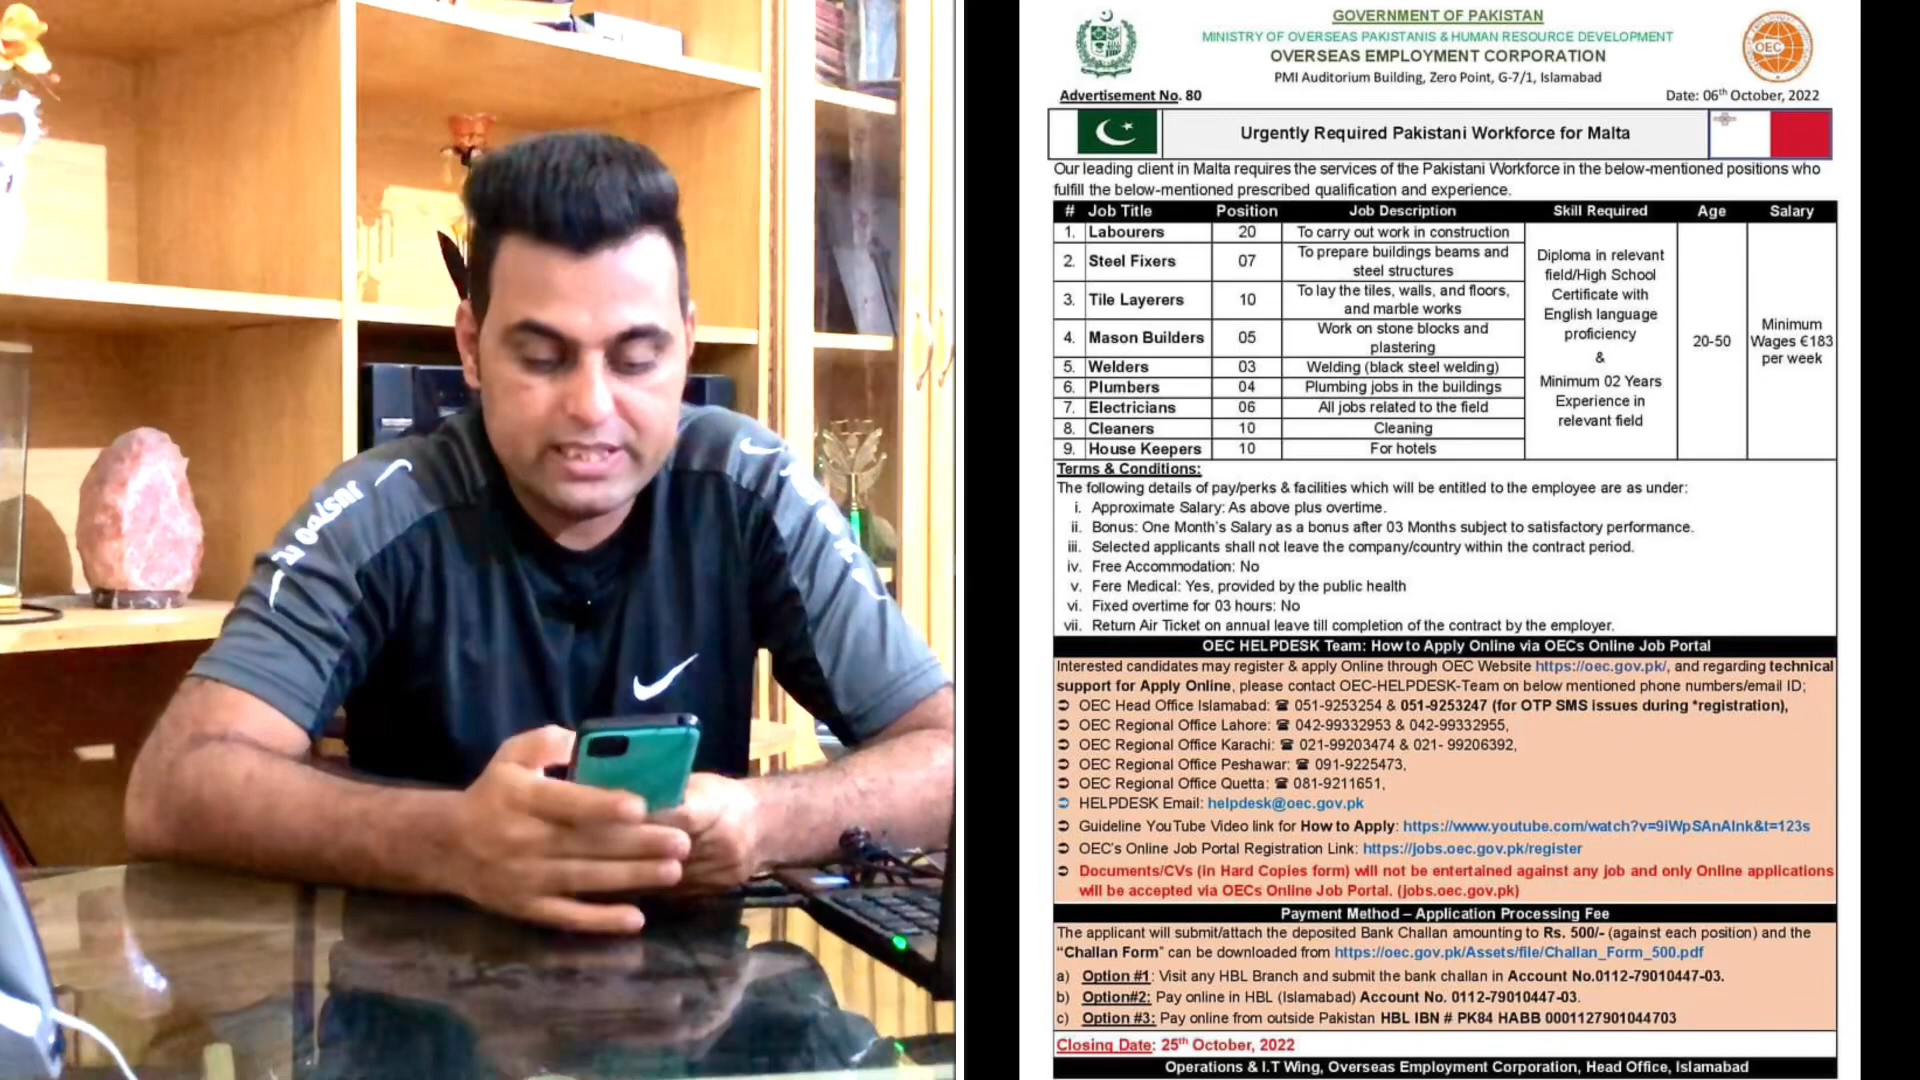 JUST DO IT.
GOVERNMENT OF PAKISTAN
MINISTRY OF OVERSEAS PAKISTANIS & HUMAN RESOURCE DEVELOPMENT
OVERSEAS EMPLOYMENT CORPORATION
PMI Auditorium Building, Zero Point, G-7/1, Islamabad
OEC
Advertisement No. 80 Date: 06th October, 2022
Urgently Required Pakistani Workforce for Malta
Our leading client in Malta requires the services of the Pakistani Workforce in the below-mentioned positions who
fulfill the below-mentioned prescribed qualification and experience.
# Job Title Position Job Description Skill Required Age Salary
1. Labourers 20 To carry out work in construction
2. Steel Fixers 07 To prepare buildings beams and
steel structures
3. Tile Layerers 10 To lay the tiles, walls, and floors,
and marble works
4. Mason Builders 05 Work on stone blocks and
plastering
5. Welders 03 Welding (black steel welding)
6. Plumbers 04 Plumbing jobs in the buildings
7. Electricians 06 All jobs related to the field
8. Cleaners 10 Cleaning
9. House Keepers 10 For hotels
Diploma in relevant
field/High School
Certificate with
English language
proficiency
&
Minimum 02 Years
Experience in
relevant field
20-50
Minimum
Wages €183
per week
Terms & Conditions:
The following details of pay/perks & facilities which will be entitled to the employee are as under:
i. Approximate Salary: As above plus overtime.
ii. Bonus: One Month's Salary as a bonus after 03 Months subject to satisfactory performance.
iii. Selected applicants shall not leave the company/country within the contract period.
iv. Free Accommodation: No
v. Fere Medical: Yes, provided by the public health
vi. Fixed overtime for 03 hours: No
vii. Return Air Ticket on annual leave till completion of the contract by the employer.
OEC HELPDESK Team: How to Apply Online via OECs Online Job Portal
Interested candidates may register & apply Online through OEC Website https://oec.gov.pk/, and regarding technical
support for Apply Online, please contact OEC-HELPDESK-Team on below mentioned phone numbers/email ID;
OEC Head Office Islamabad: ☎ 051-9253254 & 051-9253247 (for OTP SMS issues during *registration),
OEC Regional Office Lahore: ☎ 042-99332953 & 042-99332955,
OEC Regional Office Karachi: ☎ 021-99203474 & 021- 99206392,
OEC Regional Office Peshawar: ☎ 091-9225473,
OEC Regional Office Quetta: ☎ 081-9211651,
HELPDESK Email: helpdesk@oec.gov.pk
Guideline YouTube Video link for How to Apply: https://www.youtube.com/watch?v=9iWpSAnAlnk&t=123s
OEC's Online Job Portal Registration Link: https://jobs.oec.gov.pk/register
Documents/CVs (in Hard Copies form) will not be entertained against any job and only Online applications
will be accepted via OECs Online Job Portal. (jobs.oec.gov.pk)
Payment Method – Application Processing Fee
The applicant will submit/attach the deposited Bank Challan amounting to Rs. 500/- (against each position) and the
"Challan Form" can be downloaded from https://oec.gov.pk/Assets/file/Challan_Form_500.pdf
a) Option #1: Visit any HBL Branch and submit the bank challan in Account No.0112-79010447-03.
b) Option#2: Pay online in HBL (Islamabad) Account No. 0112-79010447-03.
c) Option #3: Pay online from outside Pakistan HBL IBN # PK84 HABB 0001127901044703
Closing Date: 25th October, 2022
Operations & I.T Wing, Overseas Employment Corporation, Head Office, Islamabad